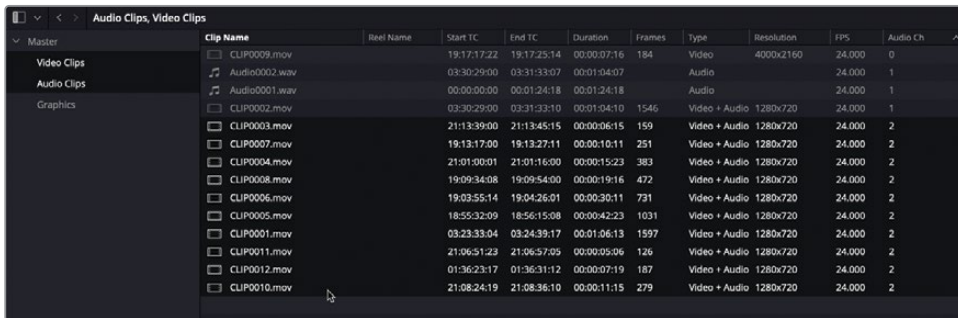 Audio Clips, Video Clips
Master
Video Clips
Audio Clips
Graphics
Clip Name Reel Name Start TC End TC Duration Frames Type Resolution FPS Audio Ch
CLIP0009.mov 19:17:17:22 19:17:25:14 00:00:07:16 184 Video 4000x2160 24.000 0
Audio0002.wav 03:30:29:00 03:31:33:07 00:01:04:07 Audio 24.000 1
Audio0001.wav 00:00:00:00 00:01:24:18 00:01:24:18 Audio 24.000 1
CLIP0002.mov 03:30:29:00 03:31:33:10 00:01:04:10 1546 Video + Audio 1280x720 24.000 1
CLIP0003.mov 21:13:39:00 21:13:45:15 00:00:06:15 159 Video + Audio 1280x720 24.000 2
CLIP0007.mov 19:13:17:00 19:13:27:11 00:00:10:11 251 Video + Audio 1280x720 24.000 2
CLIP0004.mov 21:01:00:01 21:01:16:00 00:00:15:23 383 Video + Audio 1280x720 24.000 2
CLIP0008.mov 19:09:34:08 19:09:54:00 00:00:19:16 472 Video + Audio 1280x720 24.000 2
CLIP0006.mov 19:03:55:14 19:04:26:01 00:00:30:11 731 Video + Audio 1280x720 24.000 2
CLIP0005.mov 18:55:32:09 18:56:15:08 00:00:42:23 1031 Video + Audio 1280x720 24.000 2
CLIP0001.mov 03:23:33:04 03:24:39:17 00:01:06:13 1597 Video + Audio 1280x720 24.000 2
CLIP0011.mov 21:06:51:23 21:06:57:05 00:00:05:06 126 Video + Audio 1280x720 24.000 2
CLIP0012.mov 01:36:23:17 01:36:31:12 00:00:07:19 187 Video + Audio 1280x720 24.000 2
CLIP0010.mov 21:08:24:19 21:08:36:10 00:00:11:15 279 Video + Audio 1280x720 24.000 2